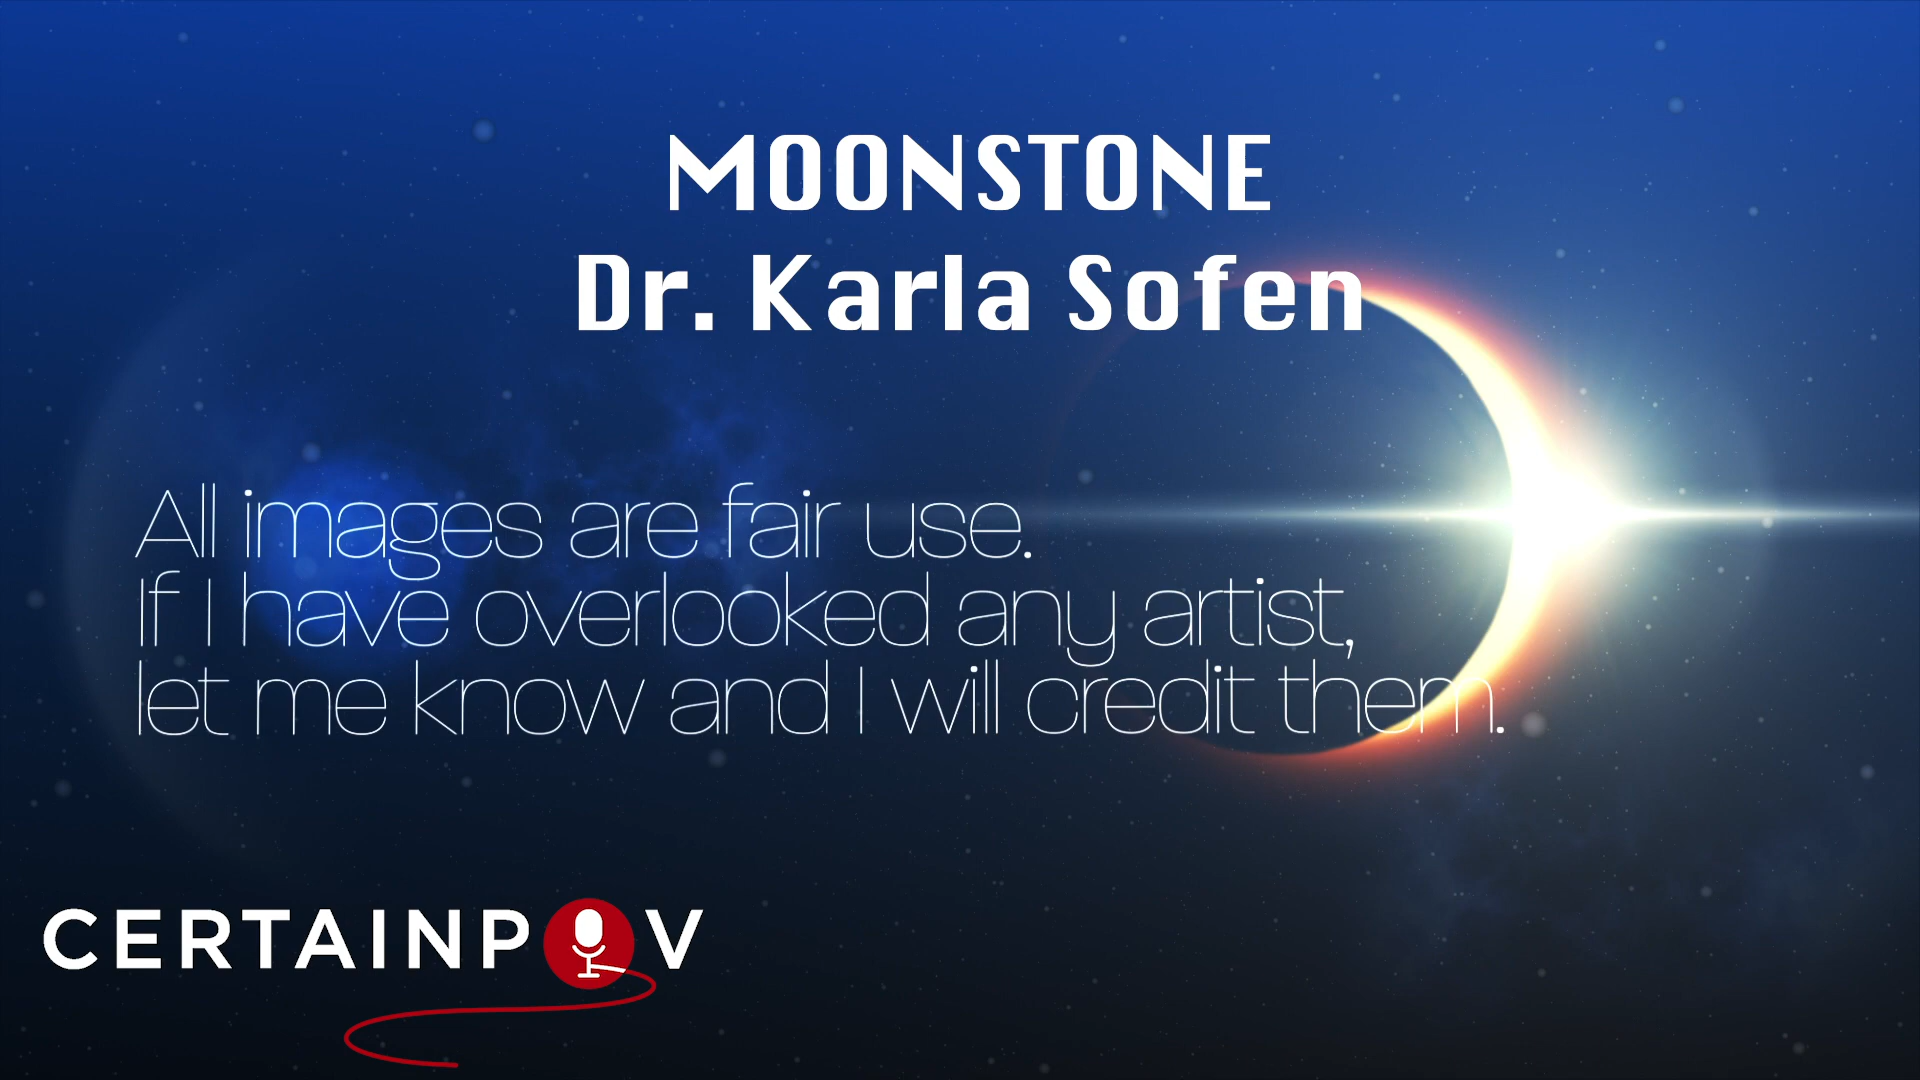 MOONSTONE
Dr. Karla Sofen
All images are fair use.
If I have overlooked any artist,
let me know and I will credit them.
CERTAINPOV